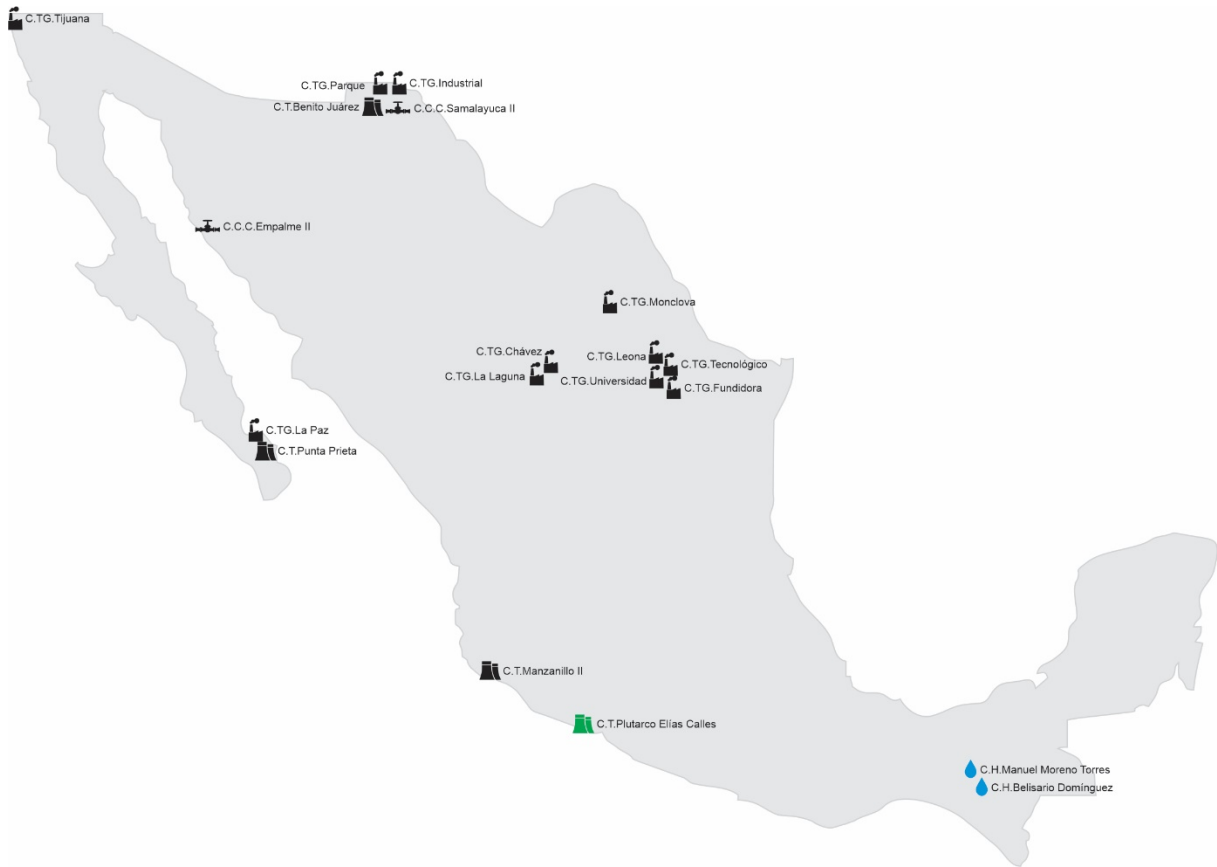 C.TG.Tijuana
C.TG.Parque
C.TG.Industrial
C.T.Benito Juárez
C.C.C.Samalayuca II
C.C.C.Empalme II
C.TG.Monclova
C.TG.Chávez
C.TG.Leona
C.TG.Tecnológico
C.TG.La Laguna
C.TG.Universidad
C.TG.Fundidora
C.TG.La Paz
C.T.Punta Prieta
C.T.Manzanillo II
C.T.Plutarco Elías Calles
C.H.Manuel Moreno Torres
C.H.Belisario Domínguez